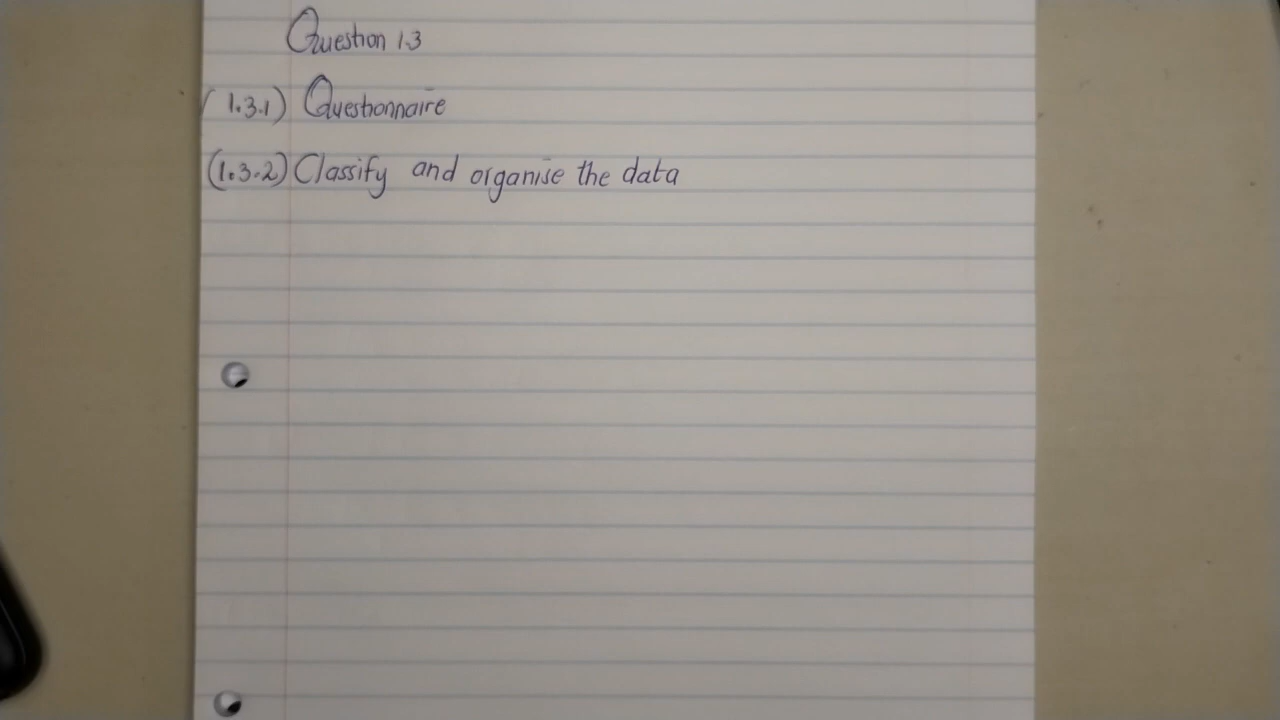 Question 1.3
(1.3.1) Questionnaire
(1.3.2) Classify and organise the data